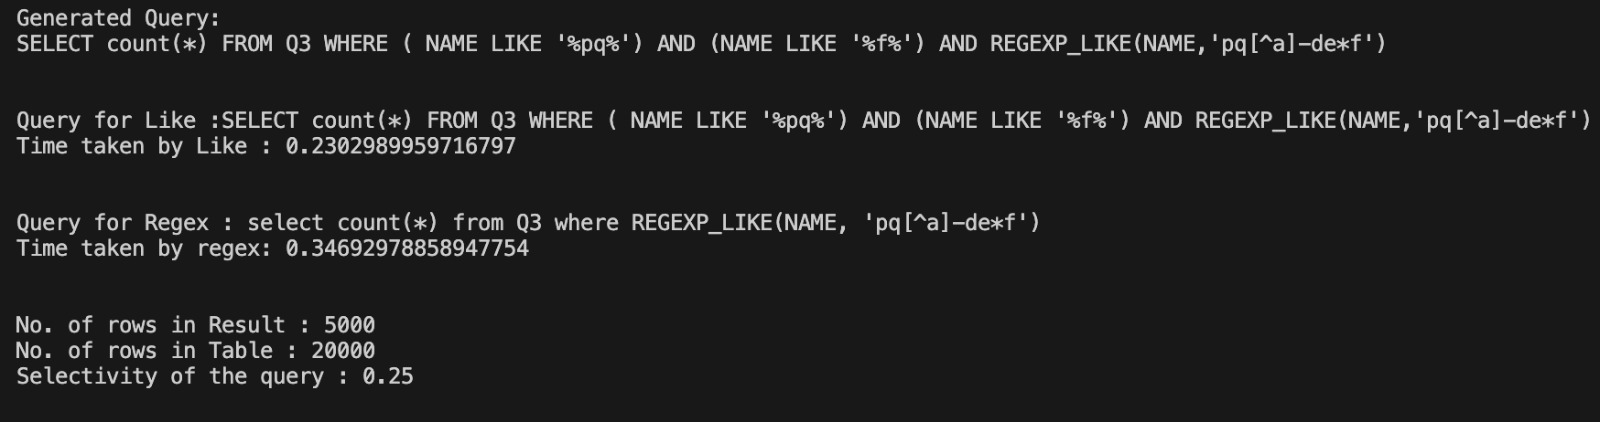 Generated Query:
SELECT count(*) FROM Q3 WHERE ( NAME LIKE '%pq%') AND (NAME LIKE '%f%') AND REGEXP_LIKE(NAME,'pq[^a]-de*f')
Query for Like :SELECT count(*) FROM Q3 WHERE ( NAME LIKE '%pq%') AND (NAME LIKE '%f%') AND REGEXP_LIKE(NAME,'pq[^a]-de*f')
Time taken by Like : 0.2302989959716797
Query for Regex : select count(*) from Q3 where REGEXP_LIKE(NAME, 'pq[^a]-de*f')
Time taken by regex: 0.34692978858947754
No. of rows in Result : 5000
No. of rows in Table : 20000
Selectivity of the query : 0.25